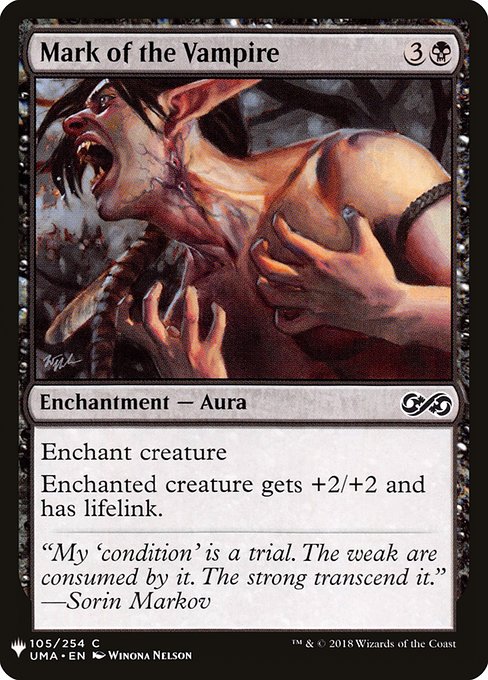 Mark of the Vampire 3
Enchantment — Aura
Enchant creature
Enchanted creature gets +2/+2 and
has lifelink.
“My ‘condition’ is a trial. The weak are
consumed by it. The strong transcend it.”
—Sorin Markov
105/254 C
UMA • EN Winona Nelson
™ & © 2018 Wizards of the Coast